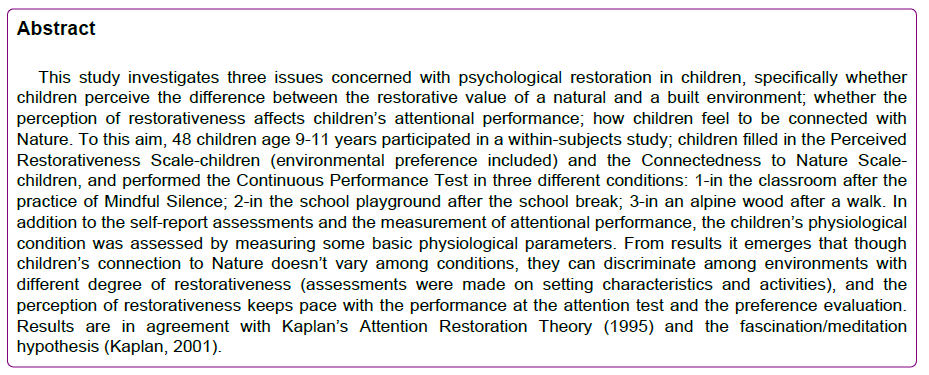 Abstract
This study investigates three issues concerned with psychological restoration in children, specifically whether
children perceive the difference between the restorative value of a natural and a built environment; whether the
perception of restorativeness affects children's attentional performance; how children feel to be connected with
Nature. To this aim, 48 children age 9-11 years participated in a within-subjects study; children filled in the Perceived
Restorativeness Scale-children (environmental preference included) and the Connectedness to Nature Scale-
children, and performed the Continuous Performance Test in three different conditions: 1-in the classroom after the
practice of Mindful Silence; 2-in the school playground after the school break; 3-in an alpine wood after a walk. In
addition to the self-report assessments and the measurement of attentional performance, the children's physiological
condition was assessed by measuring some basic physiological parameters. From results it emerges that though
children's connection to Nature doesn't vary among conditions, they can discriminate among environments with
different degree of restorativeness (assessments were made on setting characteristics and activities), and the
perception of restorativeness keeps pace with the performance at the attention test and the preference evaluation.
Results are in agreement with Kaplan's Attention Restoration Theory (1995) and the fascination/meditation
hypothesis (Kaplan, 2001).